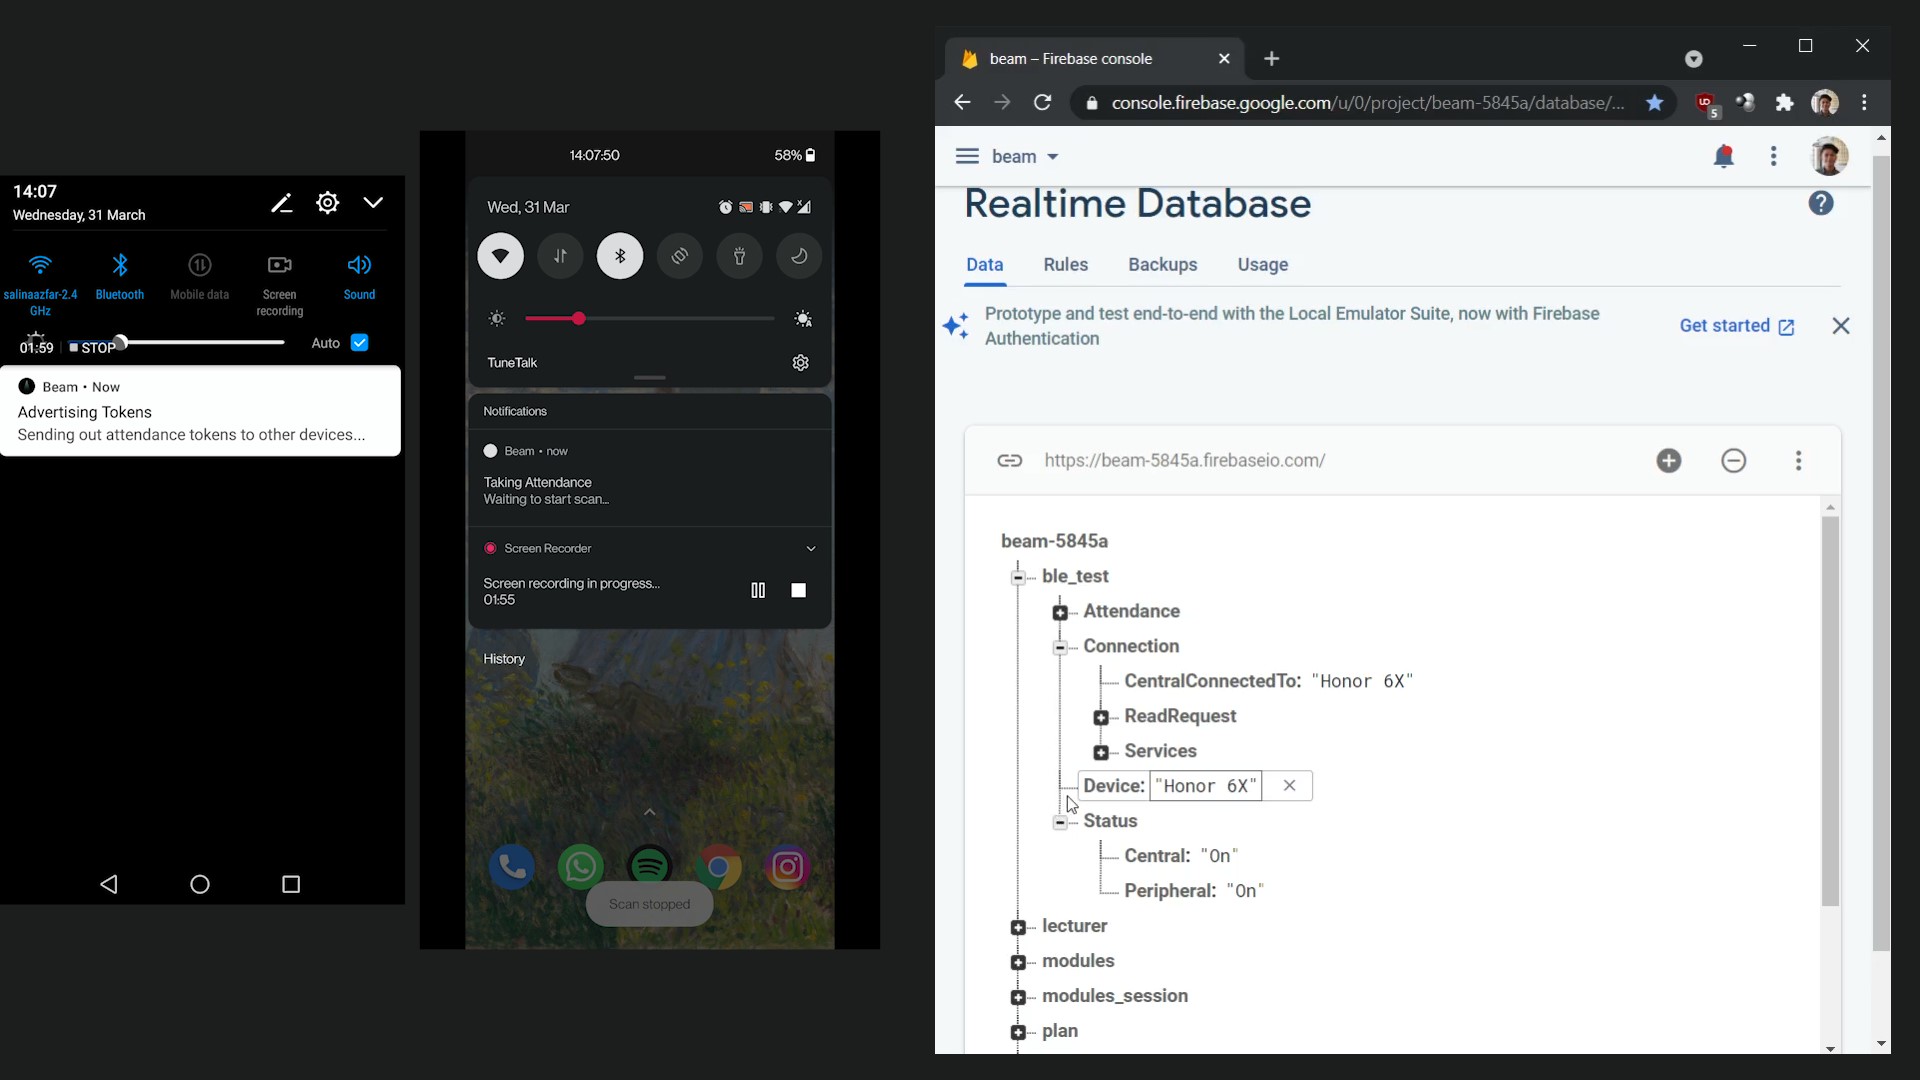 14:07
Wednesday, 31 March
salinaazfar-2.4
GHz
Bluetooth
Mobile data
Screen
recording
Sound
01:59
STOP
Auto
Beam • Now
Advertising Tokens
Sending out attendance tokens to other devices...
14:07:50
58%
Wed, 31 Mar
TuneTalk
Notifications
Beam • now
Taking Attendance
Waiting to start scan...
Screen Recorder
Screen recording in progress...
01:55
History
Scan stopped
beam – Firebase console
console.firebase.google.com/u/0/project/beam-5845a/database/...
5
beam
Realtime Database
Data Rules Backups Usage
Prototype and test end-to-end with the Local Emulator Suite, now with Firebase
Authentication
Get started
https://beam-5845a.firebaseio.com/
beam-5845a
ble_test
Attendance
Connection
CentralConnectedTo: "Honor 6X"
ReadRequest
Services
Device: "Honor 6X"
Status
Central: "On"
Peripheral: "On"
lecturer
modules
modules_session
plan